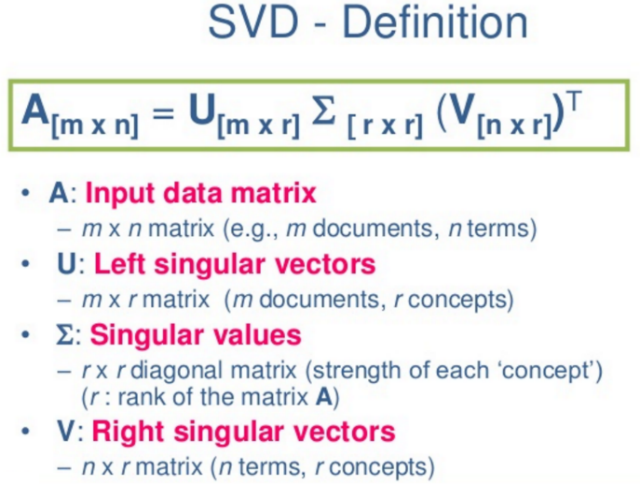 SVD - Definition
A[m x n] = U[m x r] Σ [ r x r] (V[n x r])T
• A: Input data matrix
– m x n matrix (e.g., m documents, n terms)
• U: Left singular vectors
– m x r matrix (m documents, r concepts)
• Σ: Singular values
– r x r diagonal matrix (strength of each ‘concept’)
(r : rank of the matrix A)
• V: Right singular vectors
– n x r matrix (n terms, r concepts)